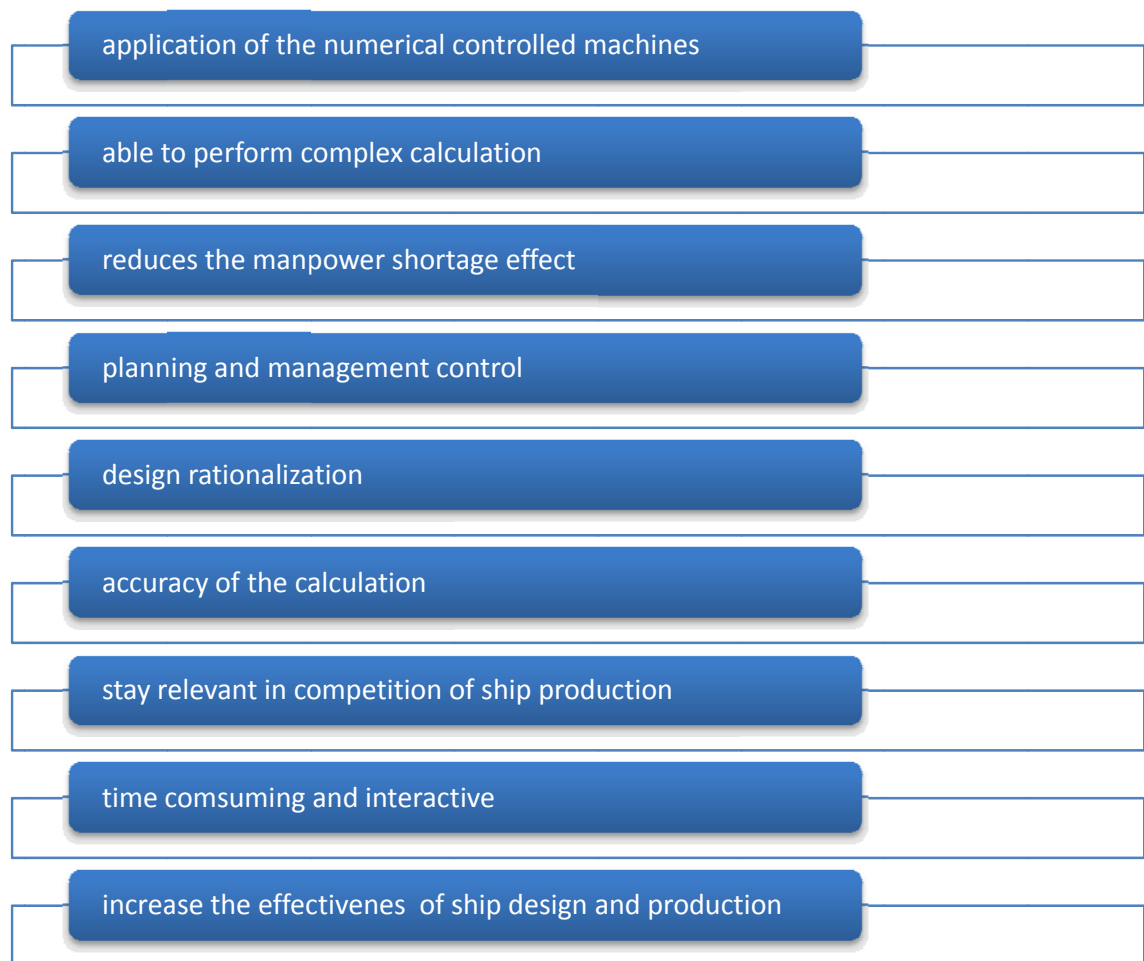 application of the numerical controlled machines
able to perform complex calculation
reduces the manpower shortage effect
planning and management control
design rationalization
accuracy of the calculation
stay relevant in competition of ship production
time comsuming and interactive
increase the effectivenes  of ship design and production